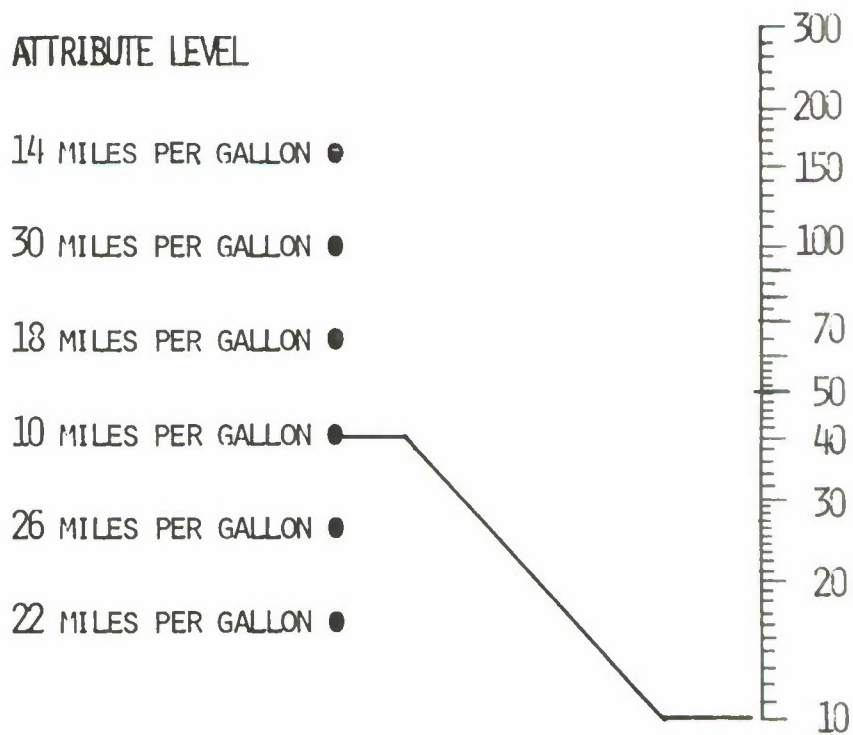 ATTRIBUTE LEVEL
14 MILES PER GALLON
30 MILES PER GALLON
18 MILES PER GALLON
10 MILES PER GALLON
26 MILES PER GALLON
22 MILES PER GALLON
300
200
150
100
70
50
40
30
20
10